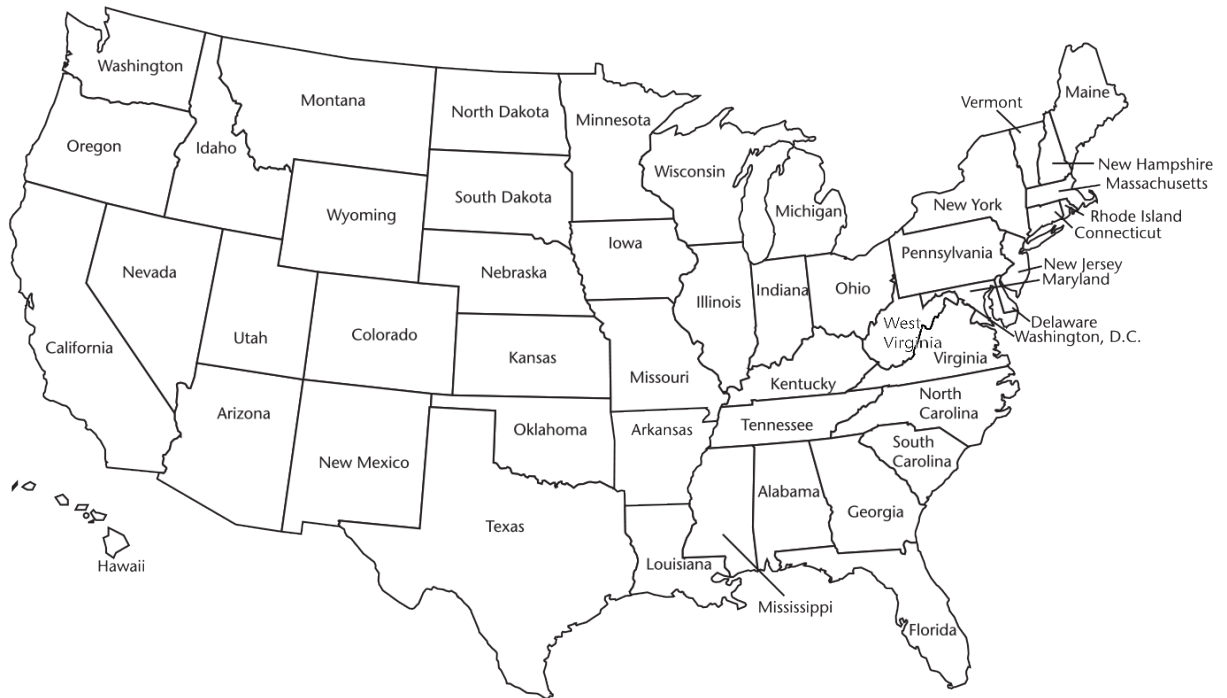 Washington
Montana
North Dakota
Minnesota
Maine
Vermont
Oregon
Idaho
Wisconsin
New Hampshire
Massachusetts
South Dakota
Wyoming
Michigan
New York
Rhode Island
Connecticut
Iowa
Pennsylvania
New Jersey
Maryland
Nevada
Nebraska
Illinois
Indiana
Ohio
Utah
Colorado
West
Virginia
Delaware
Washington, D.C.
California
Kansas
Missouri
Virginia
Kentucky
Arizona
Oklahoma
Arkansas
Tennessee
North
Carolina
New Mexico
South
Carolina
Alabama
Georgia
Texas
Hawaii
Louisiana
Mississippi
Florida